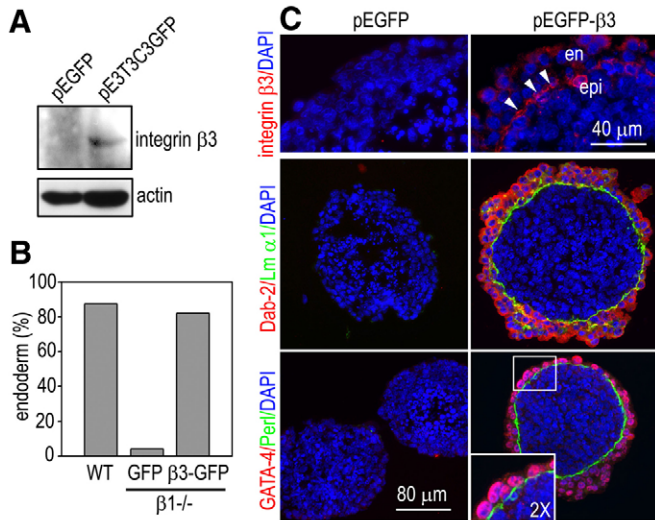 A
pEGFP
pE3T3C3GFP
integrin β3
actin
B
endoderm (%)
100
80
60
40
20
0
WT
GFP β3-GFP
β1-/-
C
pEGFP
pEGFP-β3
integrin β3/DAPI
en
epi
40 μm
Dab-2/Lm α1/DAPI
GATA-4/Perl/DAPI
80 μm
2X